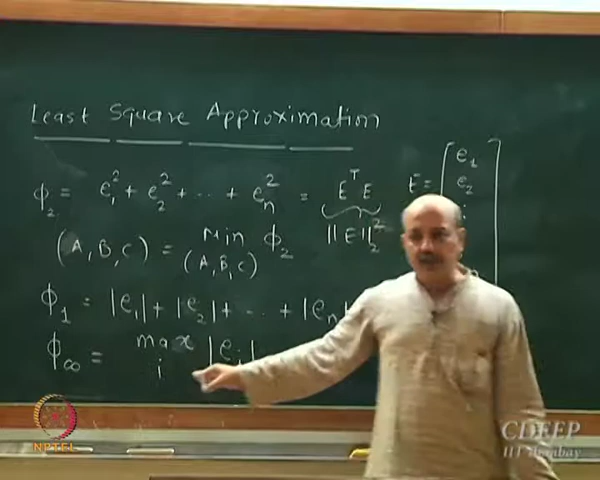 Least Square Approximation
ϕ₂ = e₁² + e₂² + ... + eₙ² = EᵀE
E = [e₁
e₂
⋮
‖E‖₂²
(A, B, C) = Min ϕ₂
(A, B, C)
ϕ₁ = |e₁| + |e₂| + ... + |eₙ|
ϕ∞ = max |eᵢ|
i
NPTEL
CDEEP
IIT Bombay